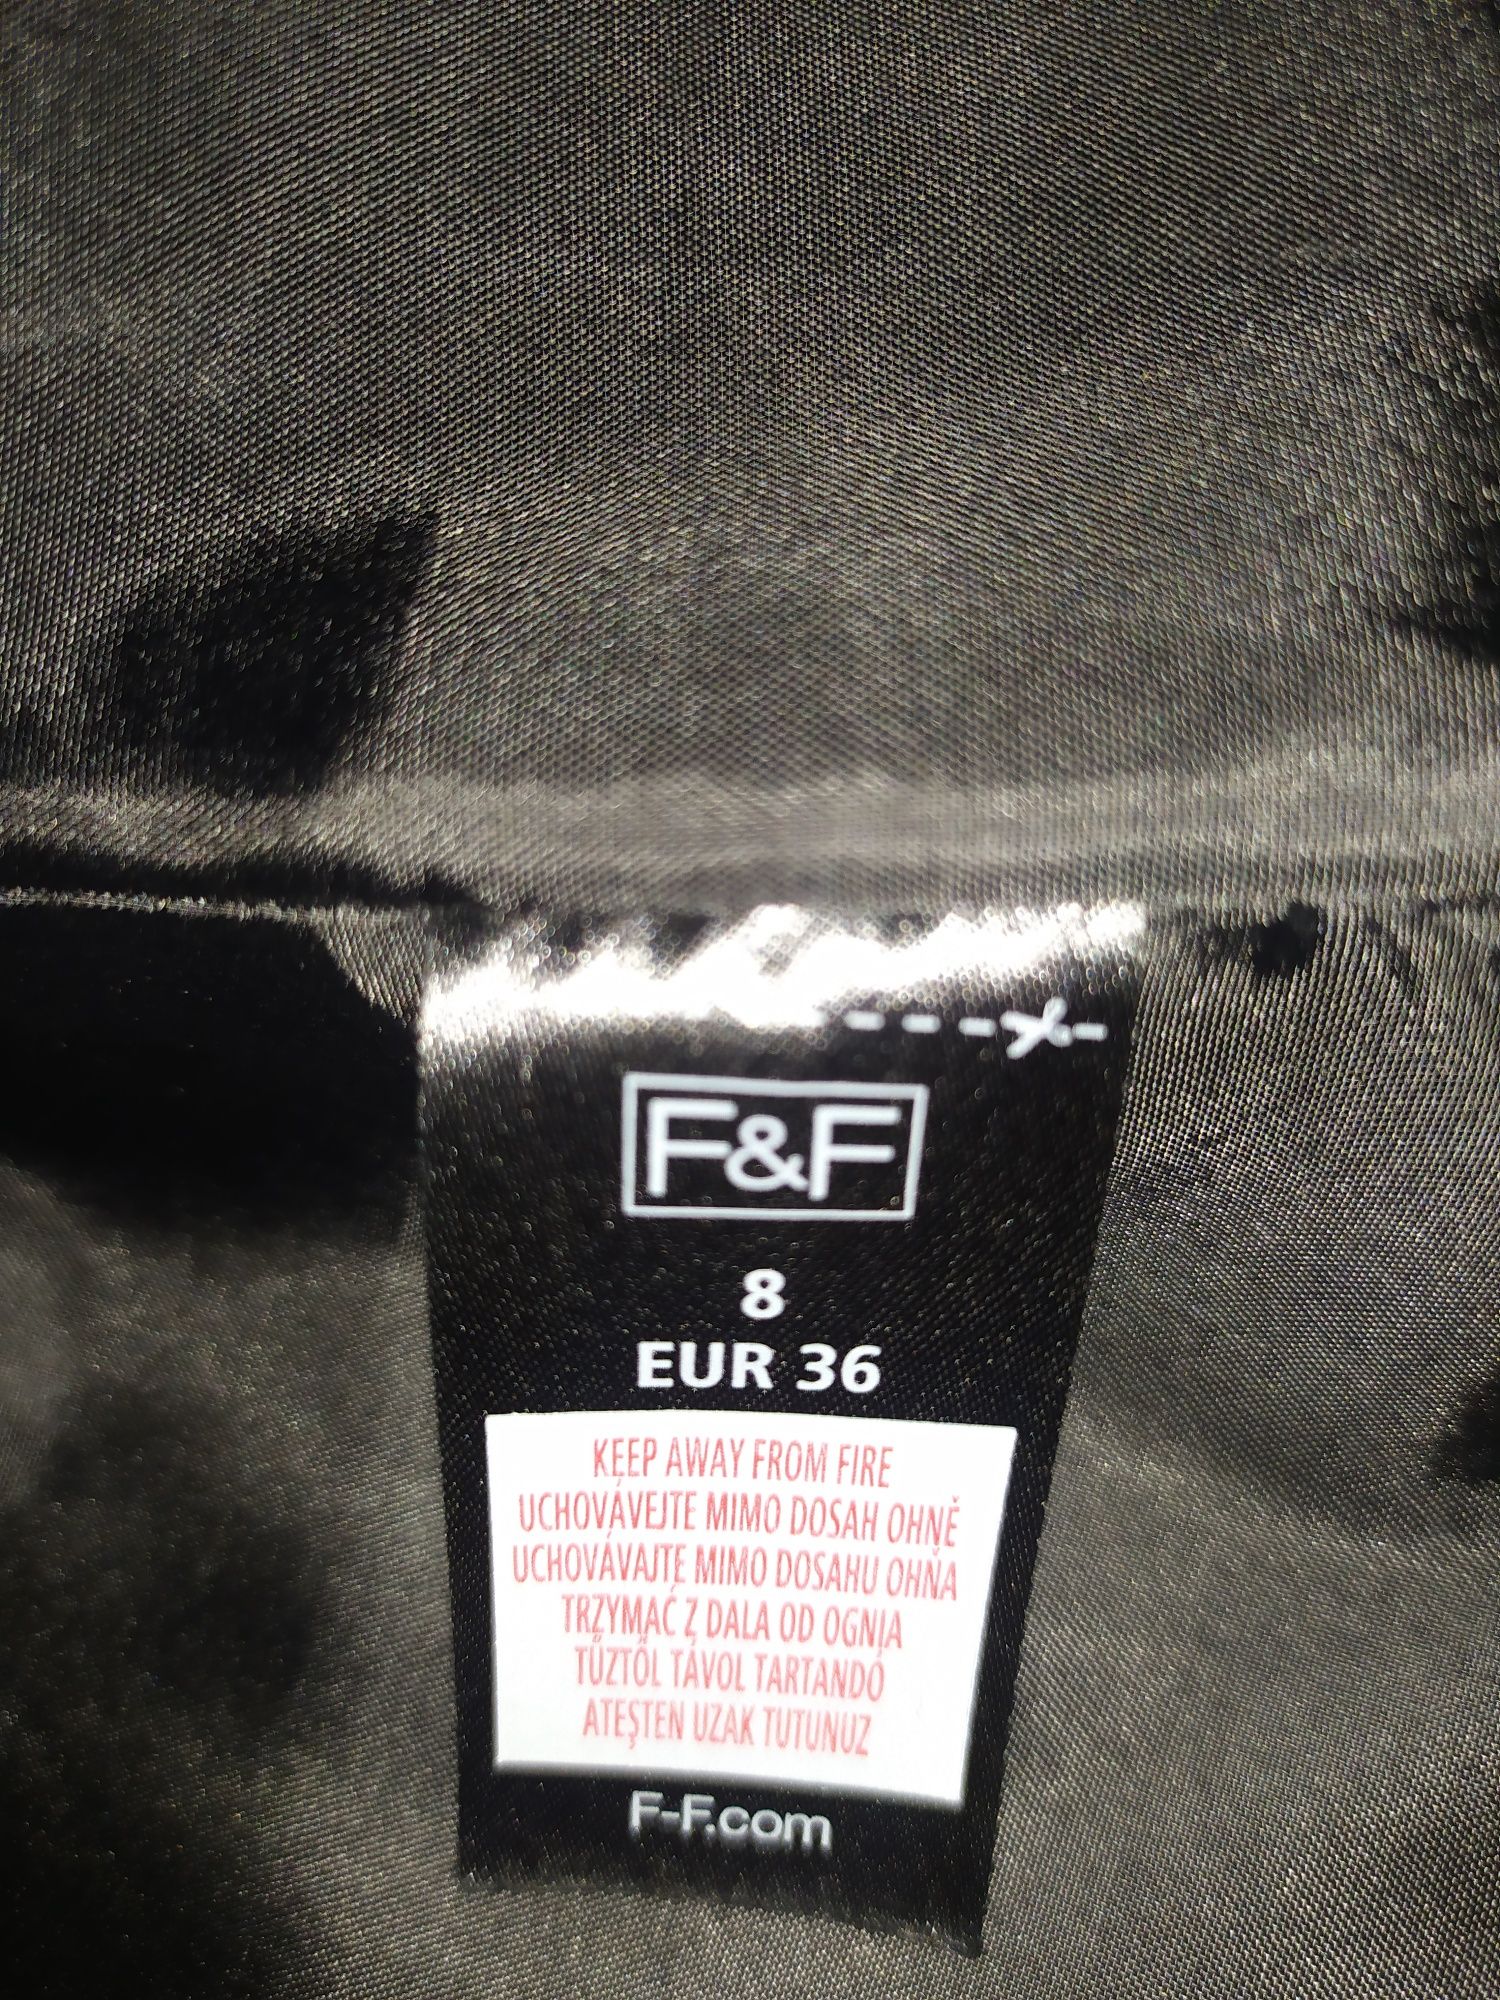 F&F
8
EUR 36
KEEP AWAY FROM FIRE
UCHOVÁVEJTE MIMO DOSAH OHNĚ
UCHOVÁVAJTE MIMO DOSAHU OHŇA
TRZYMAĆ Z DALA OD OGNIA
TŰZTŐL TÁVOL TARTANDÓ
ATEŞTEN UZAK TUTUNUZ
F-F.com